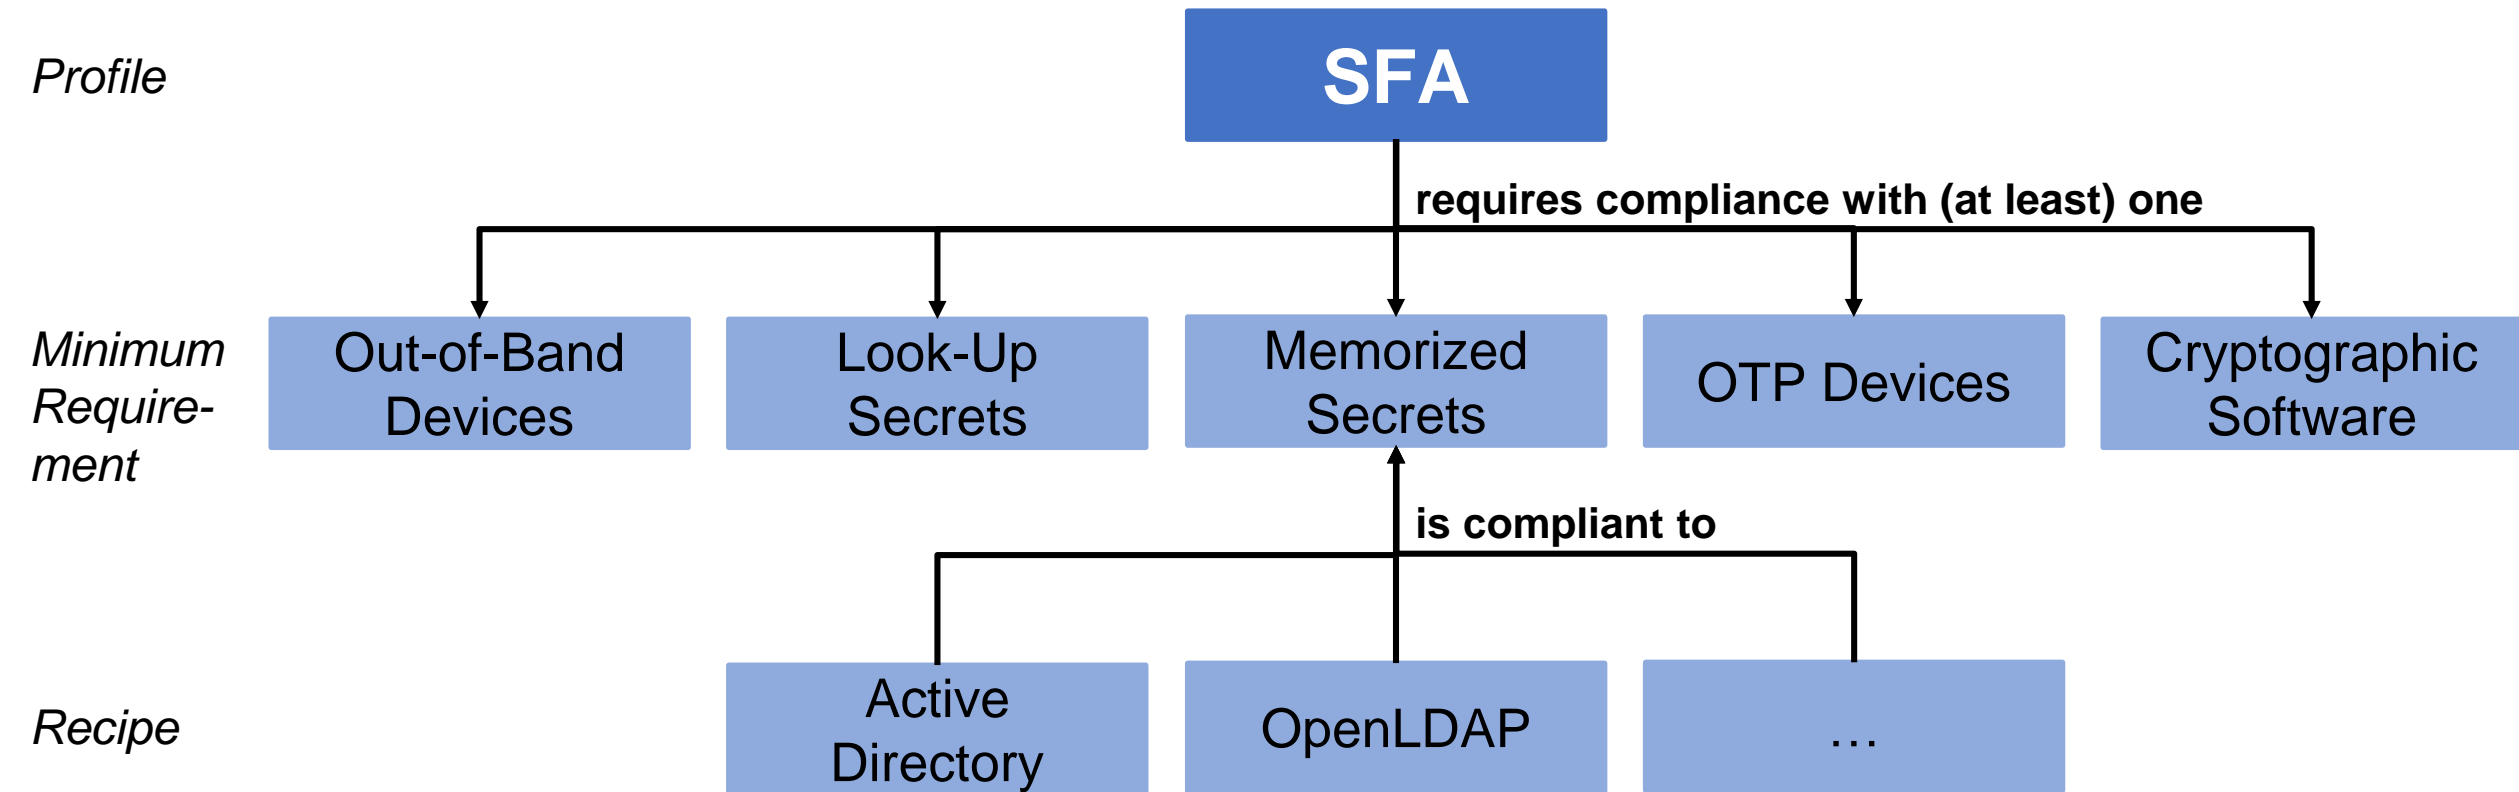 Profile
SFA
requires compliance with (at least) one
Minimum
Require-
ment
Out-of-Band
Devices
Look-Up
Secrets
Memorized
Secrets
OTP Devices
Cryptographic
Software
is compliant to
Recipe
Active
Directory
OpenLDAP
…